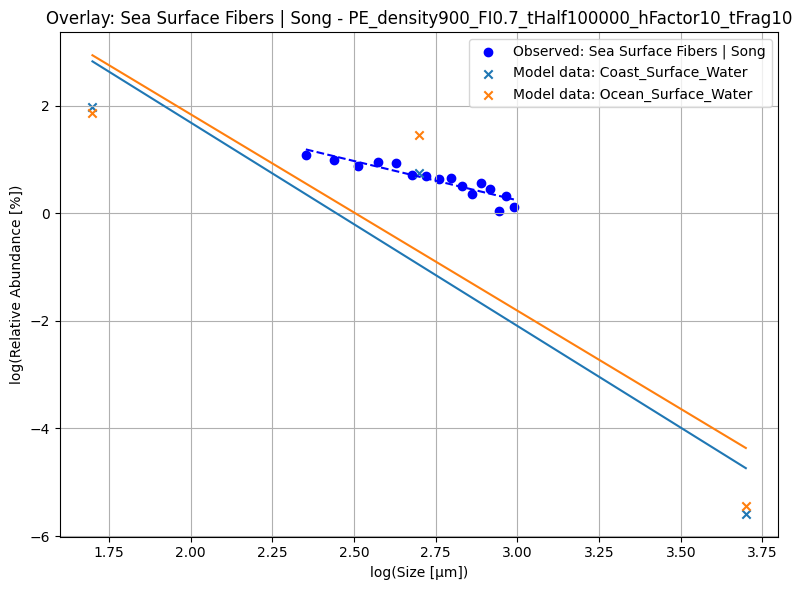 Overlay: Sea Surface Fibers | Song - PE_density900_FI0.7_tHalf100000_hFactor10_tFrag10
Observed: Sea Surface Fibers | Song
Model data: Coast_Surface_Water
Model data: Ocean_Surface_Water
log(Relative Abundance [%])
2
0
−2
−4
−6
1.75 2.00 2.25 2.50 2.75 3.00 3.25 3.50 3.75
log(Size [μm])